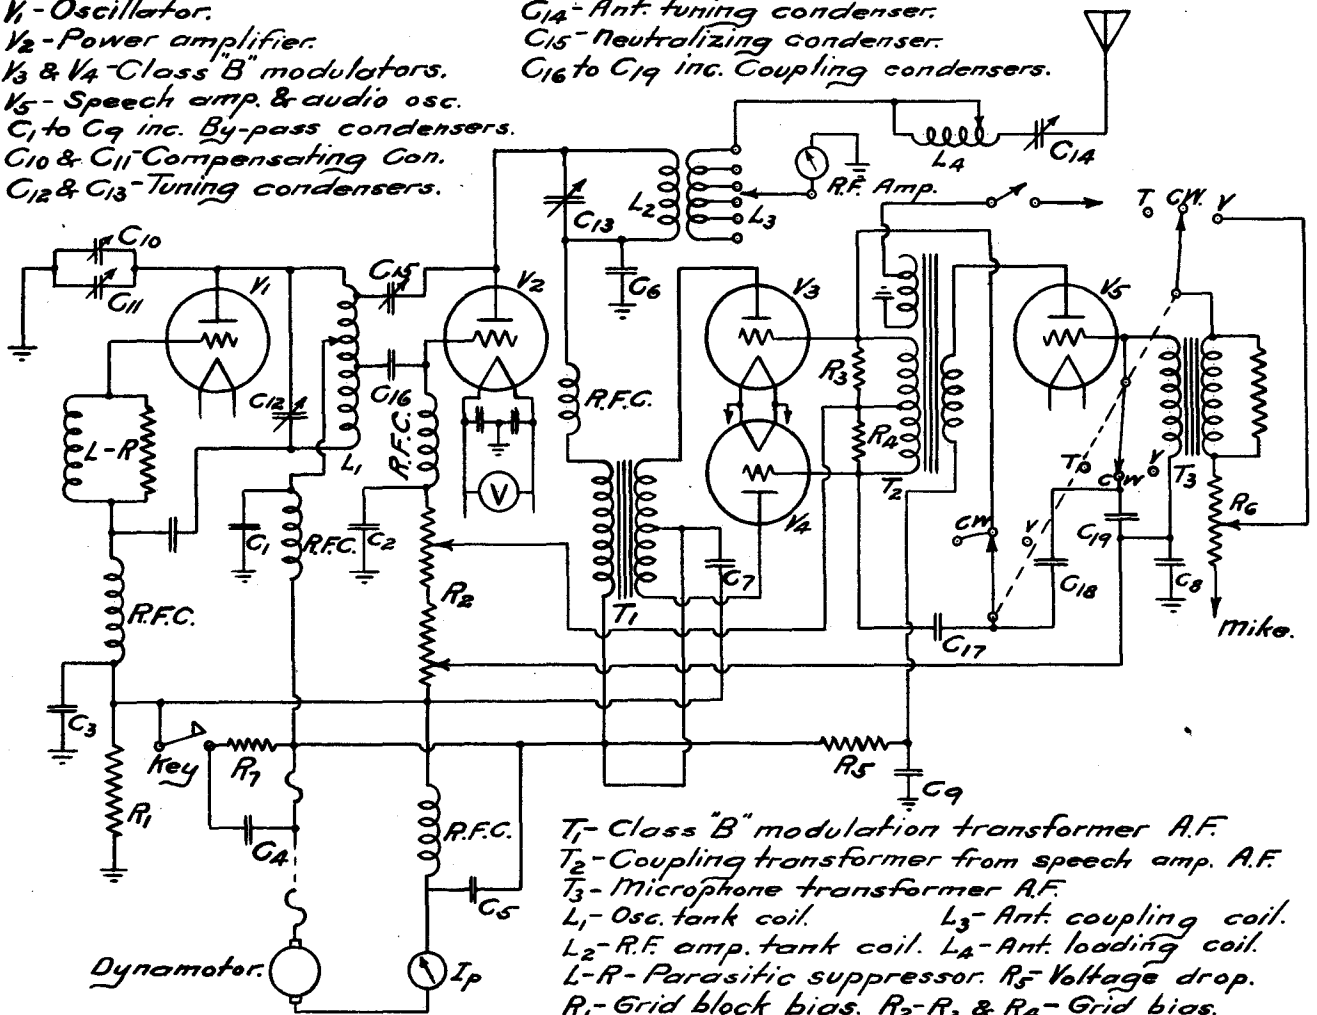 V1-Oscillator.
V2-Power amplifier.
V3 & V4-Class "B" modulators.
V5-Speech amp. & audio osc.
C1 to C9 inc. By-pass condensers.
C10 & C11-Compensating Con.
C12 & C13-Tuning condensers.
C14-Ant. tuning condenser.
C15-Neutralizing condenser.
C16 to C19 inc. Coupling condensers.
L4
C14
R.F. Amp.
L2
L3
C13
C6
T CW. V
C10
C11
V1
C15
V2
V3
V5
C12
C16
R.F.C.
R.F.C.
R3
R4
L-R
L1
V
T2
V4
T CW V
T3
R6
C1
R.F.C.
C2
R2
T1
C7
CW V
C19
C18
C8
R.F.C.
C17
Mike.
C3
Key
R7
R5
C9
R1
C4
R.F.C.
C5
Dynamotor.
Ip
T1-Class "B" modulation transformer A.F.
T2-Coupling transformer from speech amp. A.F.
T3-Microphone transformer A.F.
L1-Osc. tank coil. L3-Ant. coupling coil.
L2-R.F. amp. tank coil. L4-Ant. loading coil.
L-R-Parasitic suppressor. R5-Voltage drop.
R1-Grid block bias. R2-R3 & R4-Grid bias.